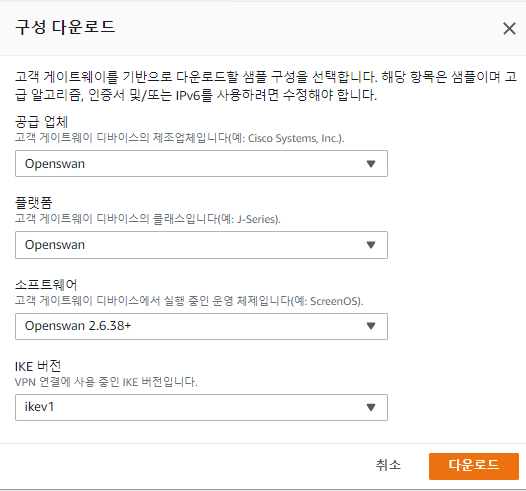 구성 다운로드
고객 게이트웨이를 기반으로 다운로드할 샘플 구성을 선택합니다. 해당 항목은 샘플이며 고
급 알고리즘, 인증서 및/또는 IPv6를 사용하려면 수정해야 합니다.
공급 업체
고객 게이트웨이 디바이스의 제조업체입니다(예: Cisco Systems, Inc.).
Openswan
플랫폼
고객 게이트웨이 디바이스의 클래스입니다(예: J-Series).
Openswan
소프트웨어
고객 게이트웨이 디바이스에서 실행 중인 운영 체제입니다(예: ScreenOS).
Openswan 2.6.38+
IKE 버전
VPN 연결에 사용 중인 IKE 버전입니다.
ikev1
취소
다운로드